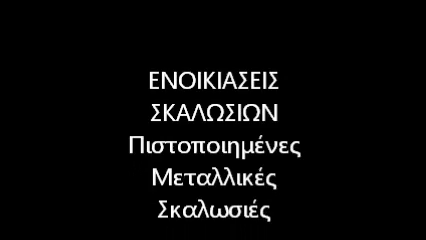 ΕΝΟΙΚΙΑΣΕΙΣ
ΣΚΑΛΩΣΙΩΝ
Πιστοποιημένες
Μεταλλικές
Σκαλωσιές